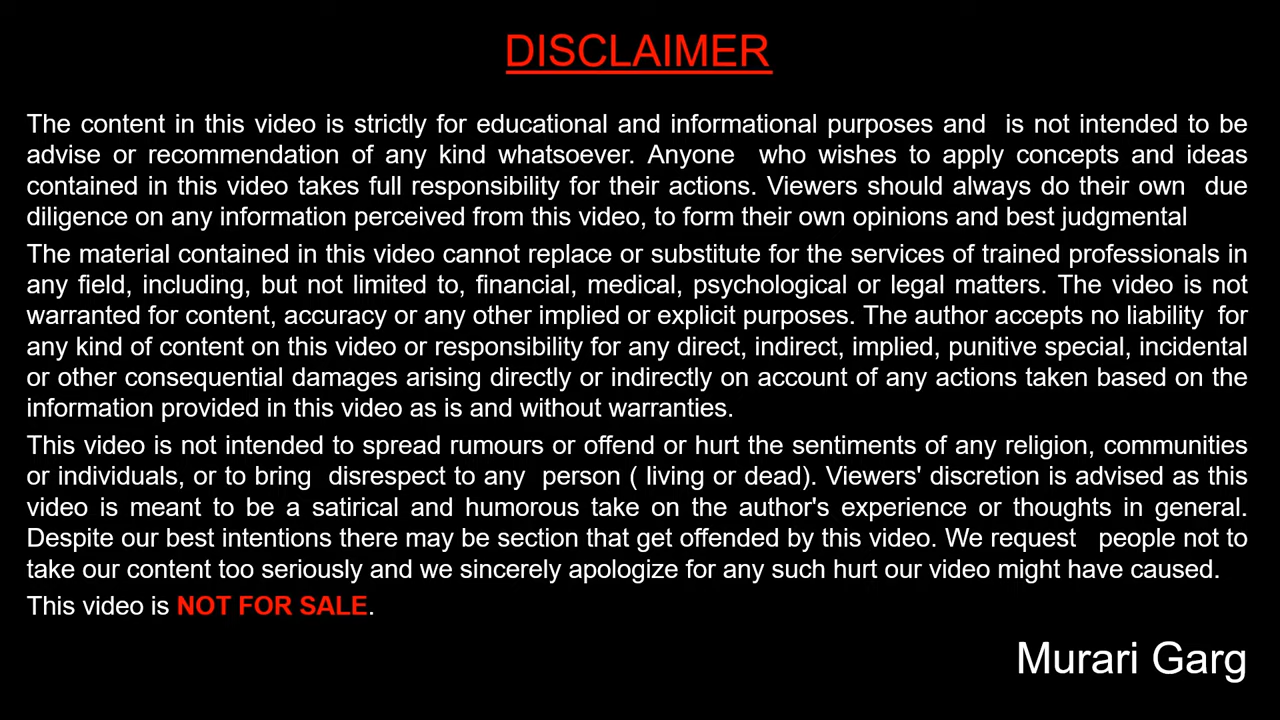 DISCLAIMER
The content in this video is strictly for educational and informational purposes and is not intended to be
advise or recommendation of any kind whatsoever. Anyone who wishes to apply concepts and ideas
contained in this video takes full responsibility for their actions. Viewers should always do their own due
diligence on any information perceived from this video, to form their own opinions and best judgmental
The material contained in this video cannot replace or substitute for the services of trained professionals in
any field, including, but not limited to, financial, medical, psychological or legal matters. The video is not
warranted for content, accuracy or any other implied or explicit purposes. The author accepts no liability for
any kind of content on this video or responsibility for any direct, indirect, implied, punitive special, incidental
or other consequential damages arising directly or indirectly on account of any actions taken based on the
information provided in this video as is and without warranties.
This video is not intended to spread rumours or offend or hurt the sentiments of any religion, communities
or individuals, or to bring disrespect to any person ( living or dead). Viewers' discretion is advised as this
video is meant to be a satirical and humorous take on the author's experience or thoughts in general.
Despite our best intentions there may be section that get offended by this video. We request people not to
take our content too seriously and we sincerely apologize for any such hurt our video might have caused.
This video is NOT FOR SALE.
Murari Garg